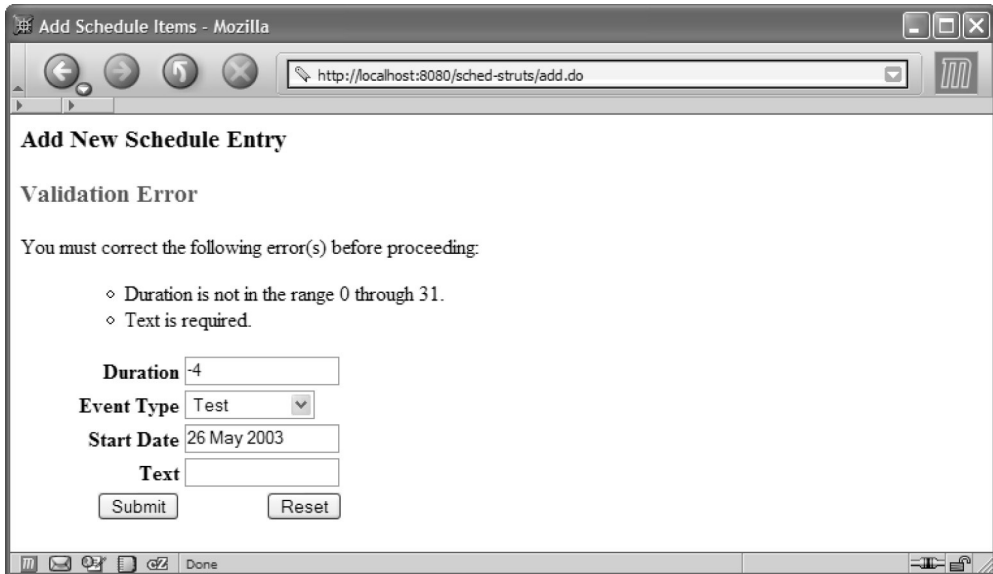 Add Schedule Items - Mozilla
http://localhost:8080/sched-struts/add.do
Add New Schedule Entry
Validation Error
You must correct the following error(s) before proceeding:
Duration is not in the range 0 through 31.
Text is required.
Duration -4
Event Type Test
Start Date 26 May 2003
Text
Submit Reset
Done